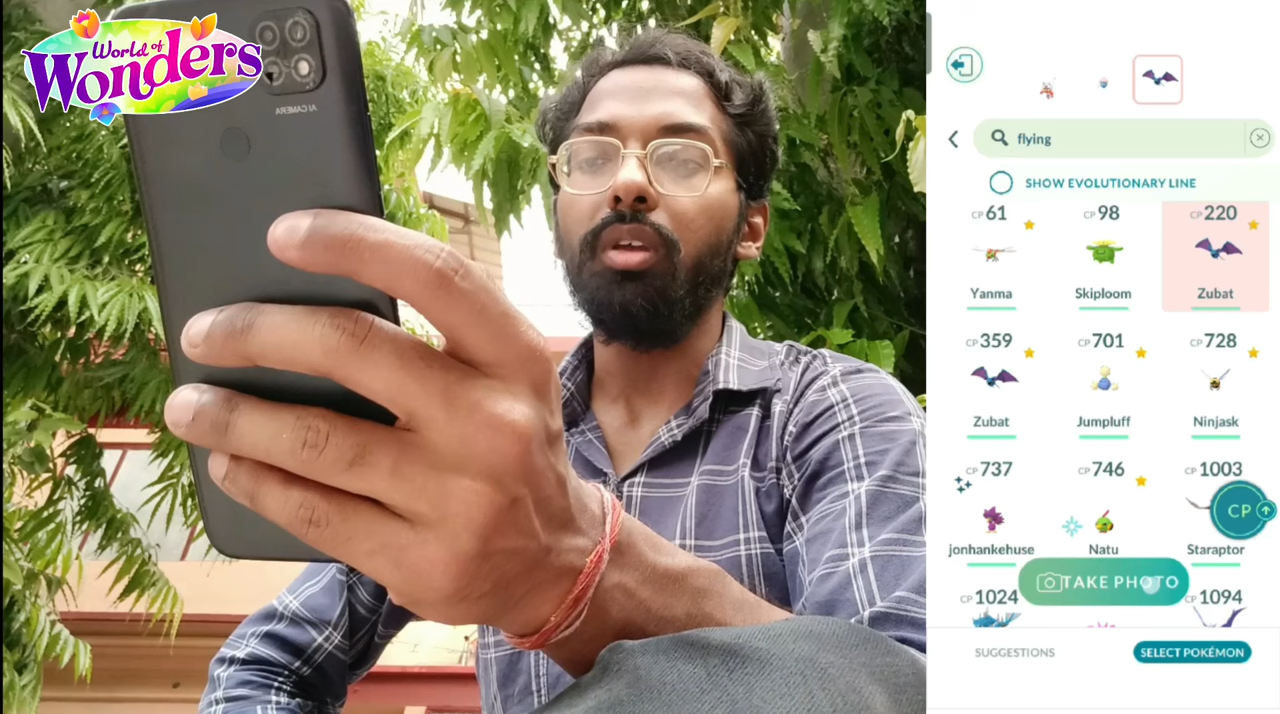 World of
Wonders
AI CAMERA
flying
SHOW EVOLUTIONARY LINE
CP 61
CP 98
CP 220
Yanma
Skiploom
Zubat
CP 359
CP 701
CP 728
Zubat
Jumpluff
Ninjask
CP 737
CP 746
CP 1003
CP
jonhankehuse
Natu
Staraptor
TAKE PHOTO
CP 1024
CP 1094
SUGGESTIONS
SELECT POKÉMON